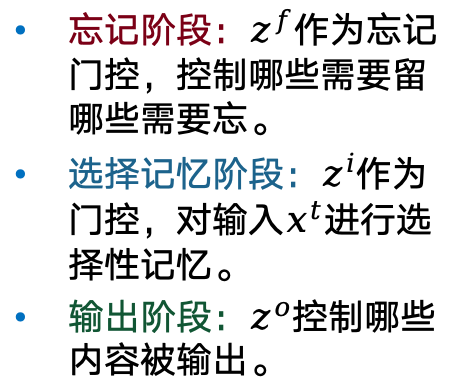 • 忘记阶段：z^f作为忘记
门控，控制哪些需要留
哪些需要忘。
• 选择记忆阶段：z^i作为
门控，对输入x^t进行选
择性记忆。
• 输出阶段：z^o控制哪些
内容被输出。